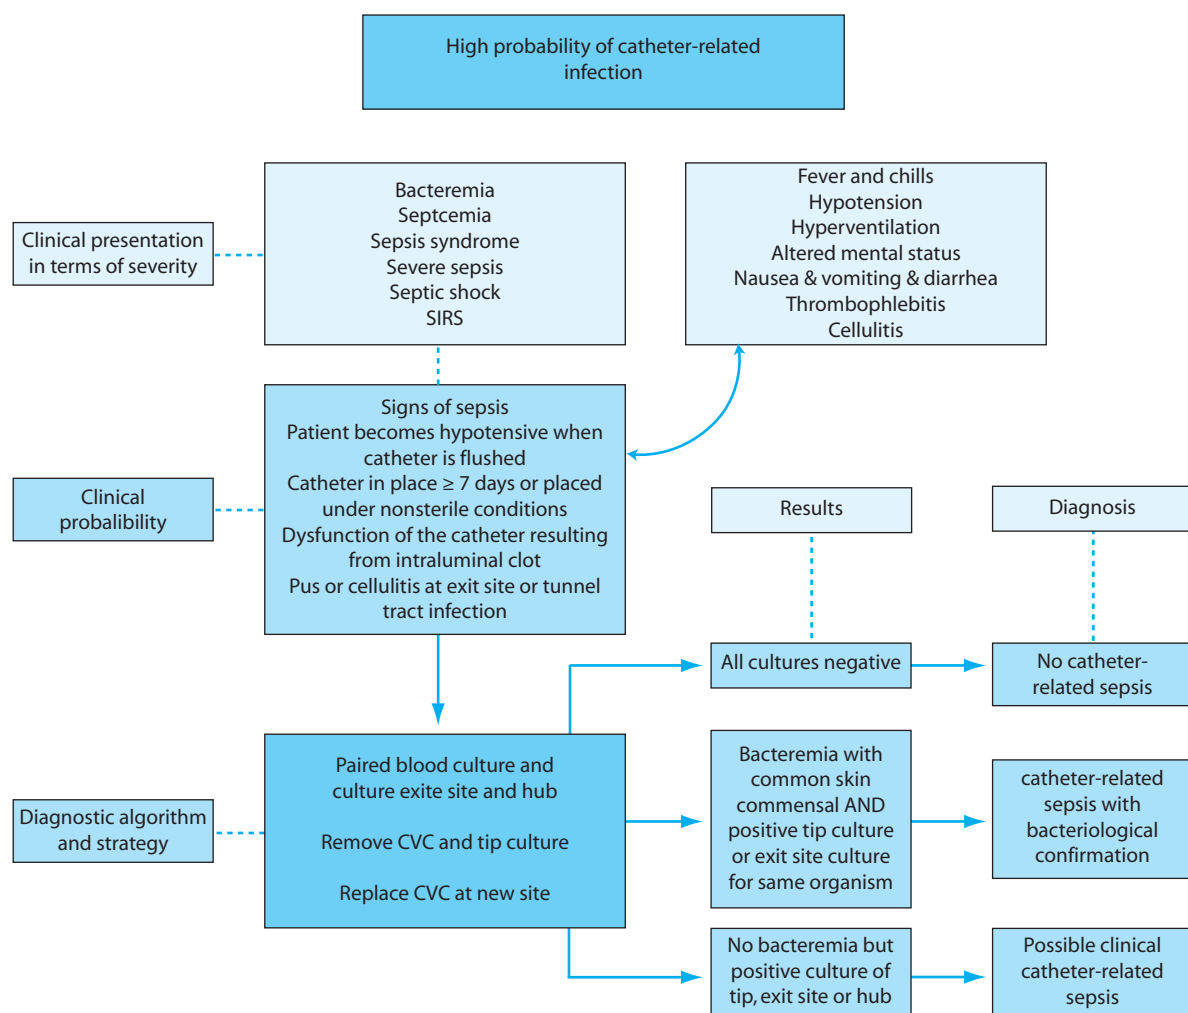 High probability of catheter-related
infection
Clinical presentation
in terms of severity
Bacteremia
Septcemia
Sepsis syndrome
Severe sepsis
Septic shock
SIRS
Fever and chills
Hypotension
Hyperventilation
Altered mental status
Nausea & vomiting & diarrhea
Thrombophlebitis
Cellulitis
Clinical
probalibility
Signs of sepsis
Patient becomes hypotensive when
catheter is flushed
Catheter in place ≥ 7 days or placed
under nonsterile conditions
Dysfunction of the catheter resulting
from intraluminal clot
Pus or cellulitis at exit site or tunnel
tract infection
Results
Diagnosis
All cultures negative
No catheter-
related sepsis
Diagnostic algorithm
and strategy
Paired blood culture and
culture exite site and hub
Remove CVC and tip culture
Replace CVC at new site
Bacteremia with
common skin
commensal AND
positive tip culture
or exit site culture
for same organism
catheter-related
sepsis with
bacteriological
confirmation
No bacteremia but
positive culture of
tip, exit site or hub
Possible clinical
catheter-related
sepsis